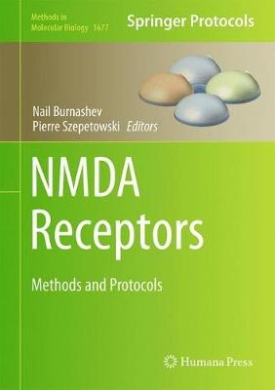 Methods in
Molecular Biology 1677
Springer Protocols
Nail Burnashev
Pierre Szepetowski Editors
NMDA
Receptors
Methods and Protocols
Humana Press